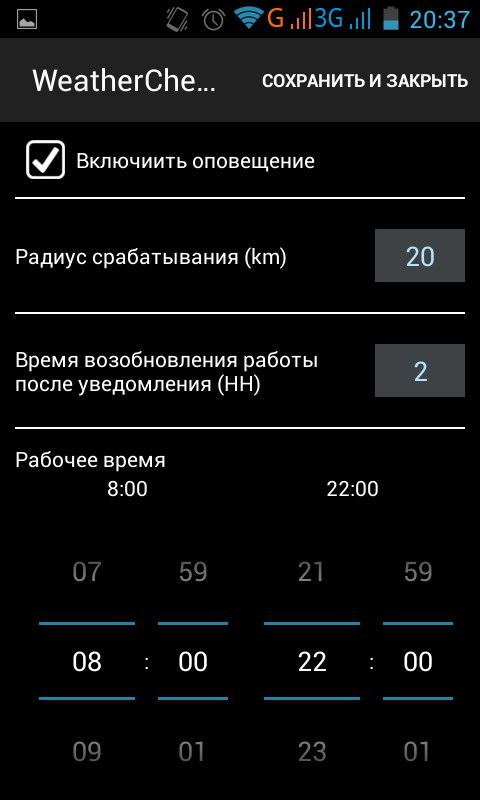 G 3G 20:37
WeatherChe... СОХРАНИТЬ И ЗАКРЫТЬ
Включиить оповещение
Радиус срабатывания (km) 20
Время возобновления работы
после уведомления (HH) 2
Рабочее время
8:00 22:00
07 59 21 59
08 : 00 22 : 00
09 01 23 01